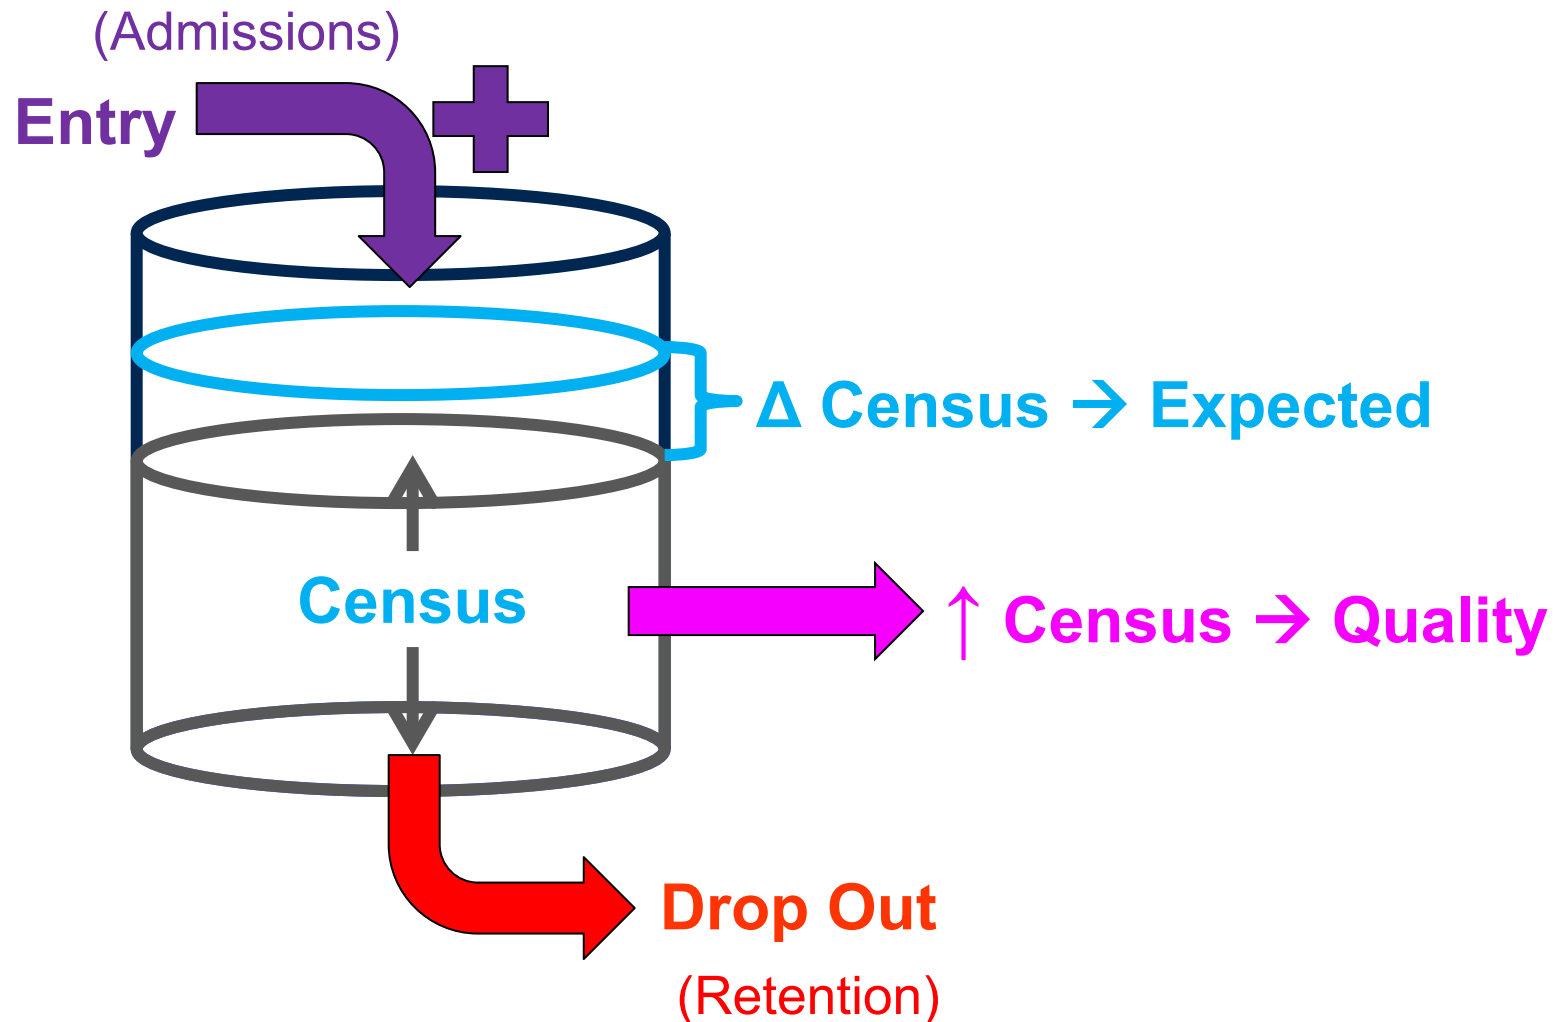 (Admissions)
Entry
Δ Census → Expected
Census
↑ Census → Quality
Drop Out
(Retention)